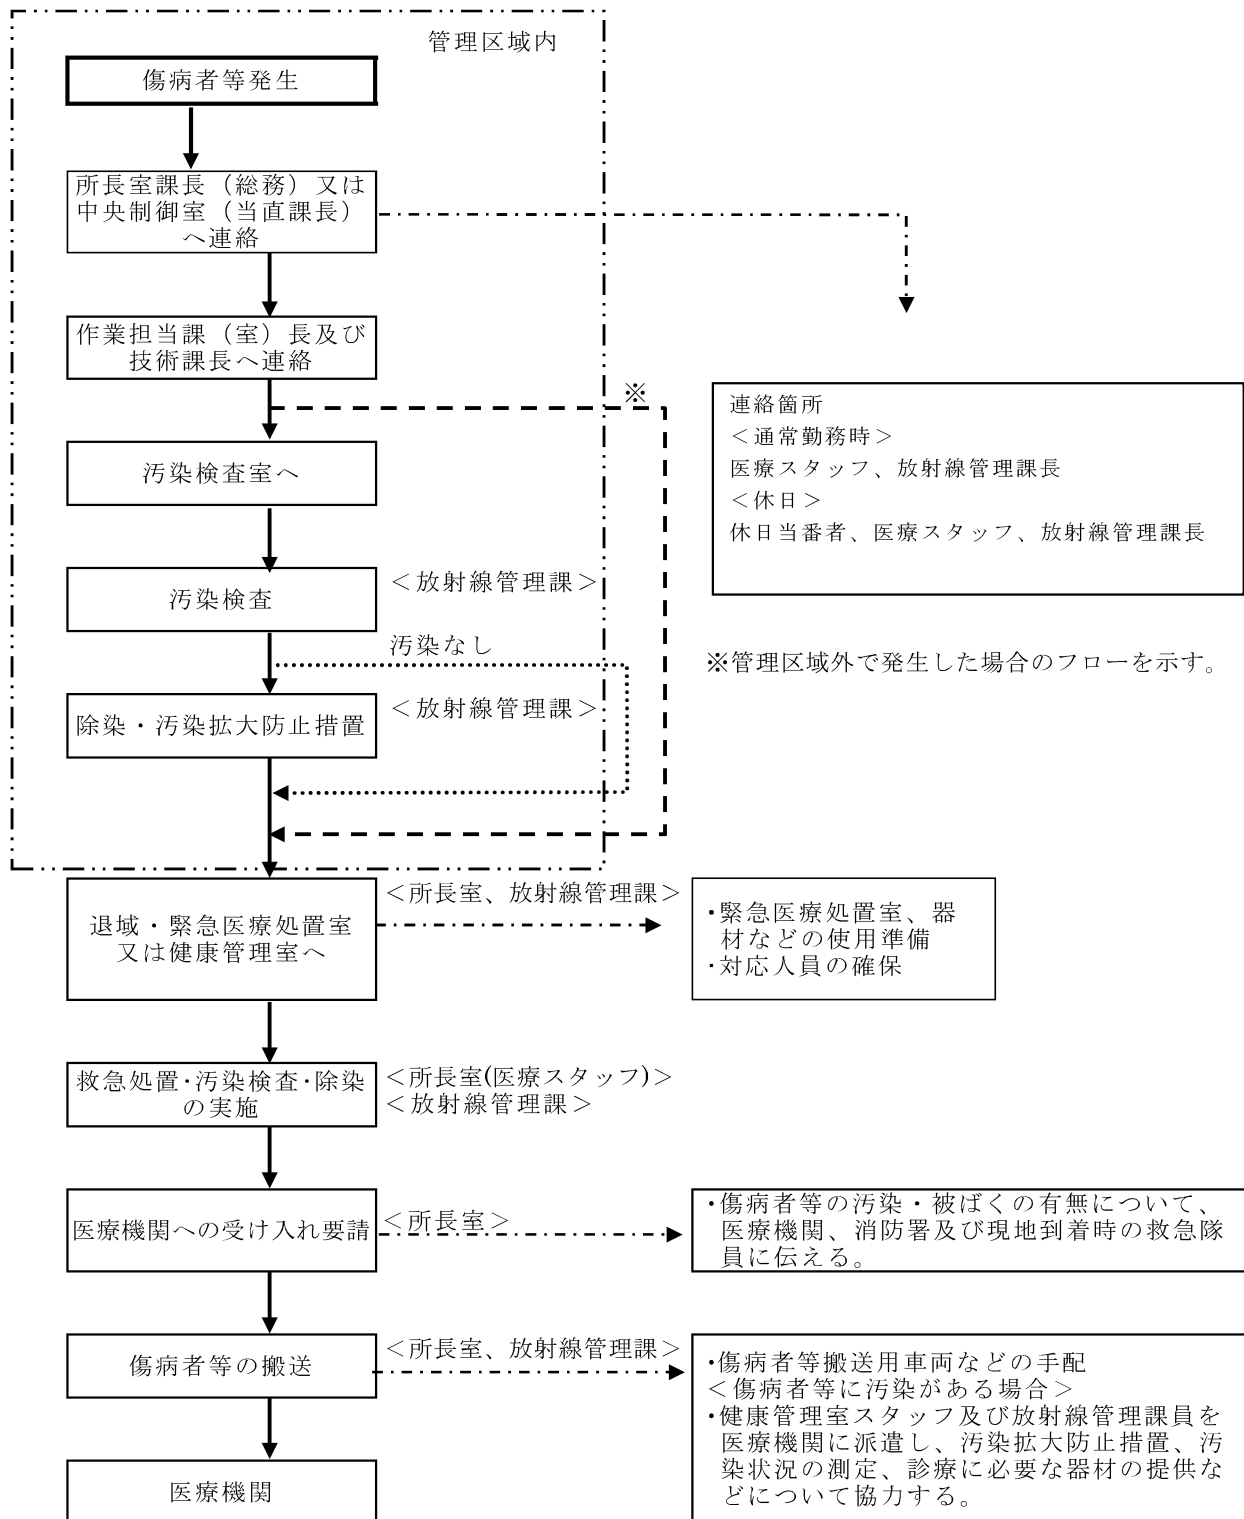 管理区域内
傷病者等発生
所長室課長（総務）又は
中央制御室（当直課長）
へ連絡
作業担当課（室）長及び
技術課長へ連絡
※
連絡箇所
＜通常勤務時＞
医療スタッフ、放射線管理課長
＜休日＞
休日当番者、医療スタッフ、放射線管理課長
汚染検査室へ
汚染検査
＜放射線管理課＞
汚染なし
※管理区域外で発生した場合のフローを示す。
除染・汚染拡大防止措置
＜放射線管理課＞
退域・緊急医療処置室
又は健康管理室へ
＜所長室、放射線管理課＞
・緊急医療処置室、器
材などの使用準備
・対応人員の確保
救急処置・汚染検査・除染
の実施
＜所長室(医療スタッフ)＞
＜放射線管理課＞
医療機関への受け入れ要請
＜所長室＞
・傷病者等の汚染・被ばくの有無について、
医療機関、消防署及び現地到着時の救急隊
員に伝える。
傷病者等の搬送
＜所長室、放射線管理課＞
・傷病者等搬送用車両などの手配
＜傷病者等に汚染がある場合＞
・健康管理室スタッフ及び放射線管理課員を
医療機関に派遣し、汚染拡大防止措置、汚
染状況の測定、診療に必要な器材の提供な
どについて協力する。
医療機関